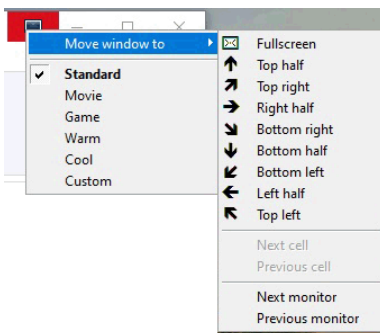 Move window to
Standard
Movie
Game
Warm
Cool
Custom
Fullscreen
Top half
Top right
Right half
Bottom right
Bottom half
Bottom left
Left half
Top left
Next cell
Previous cell
Next monitor
Previous monitor